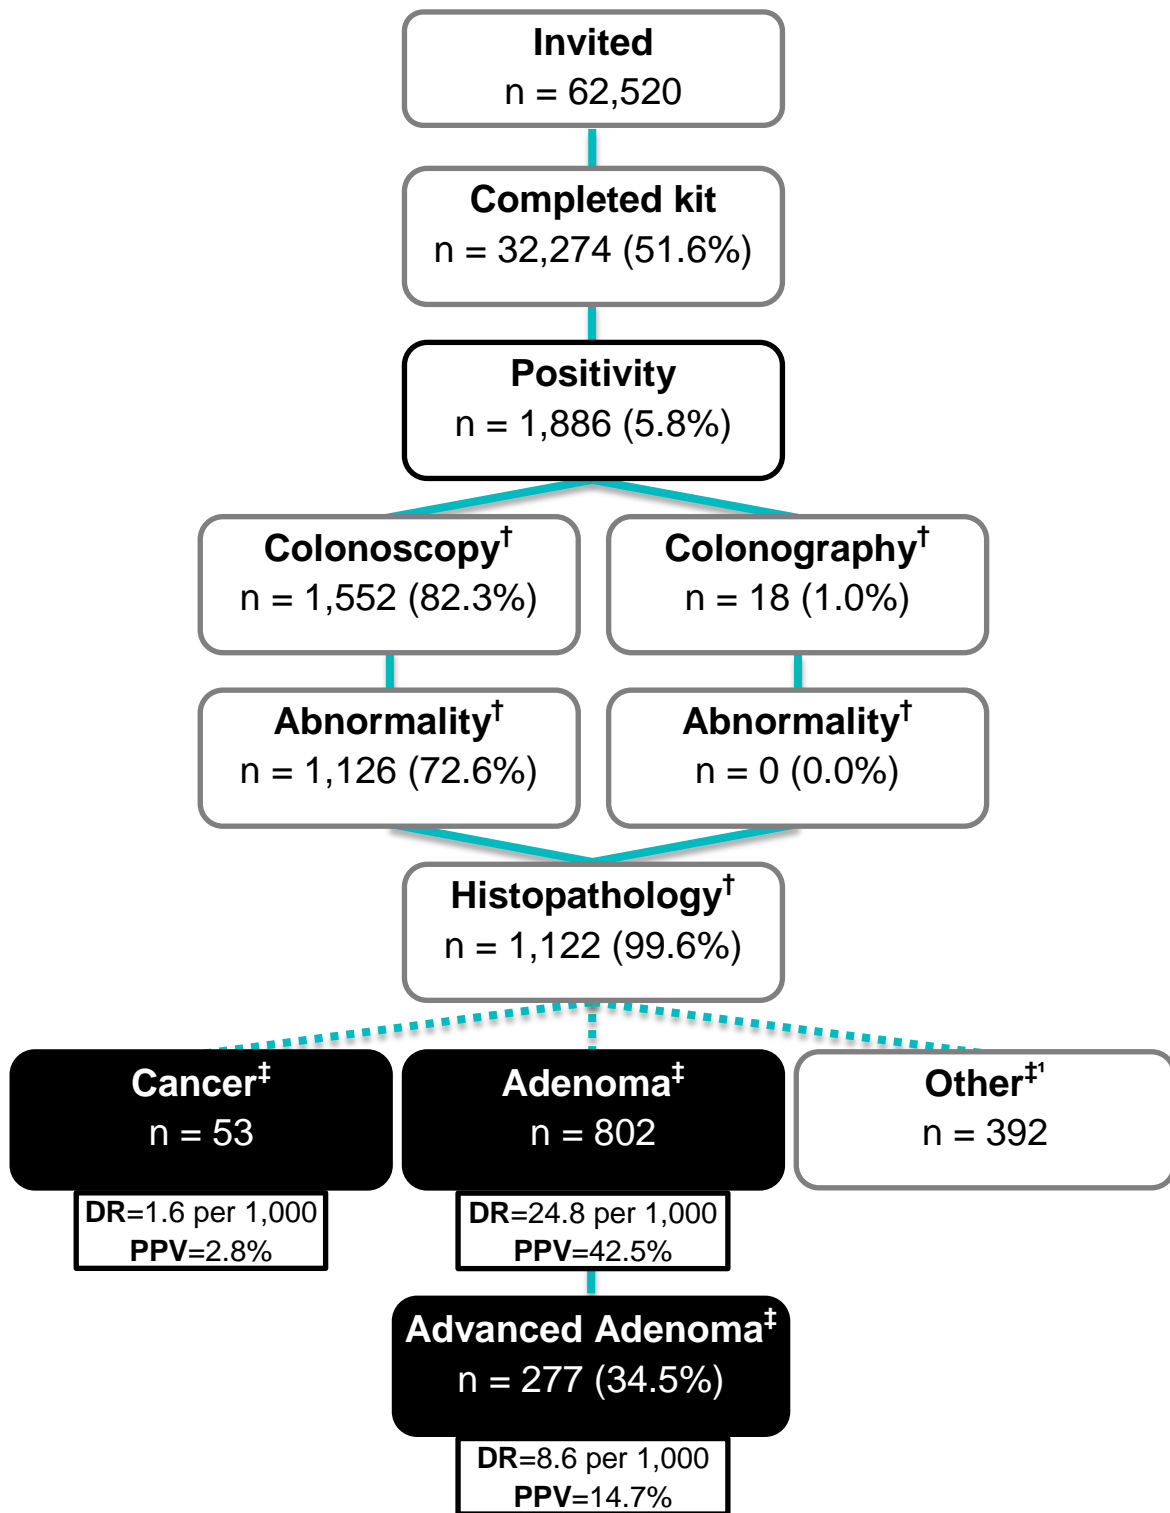 Invited
n = 62,520
Completed kit
n = 32,274 (51.6%)
Positivity
n = 1,886 (5.8%)
Colonoscopy†
n = 1,552 (82.3%)
Colonography†
n = 18 (1.0%)
Abnormality†
n = 1,126 (72.6%)
Abnormality†
n = 0 (0.0%)
Histopathology†
n = 1,122 (99.6%)
Cancer‡
n = 53
DR=1.6 per 1,000
PPV=2.8%
Adenoma‡
n = 802
DR=24.8 per 1,000
PPV=42.5%
Other‡¹
n = 392
Advanced Adenoma‡
n = 277 (34.5%)
DR=8.6 per 1,000
PPV=14.7%